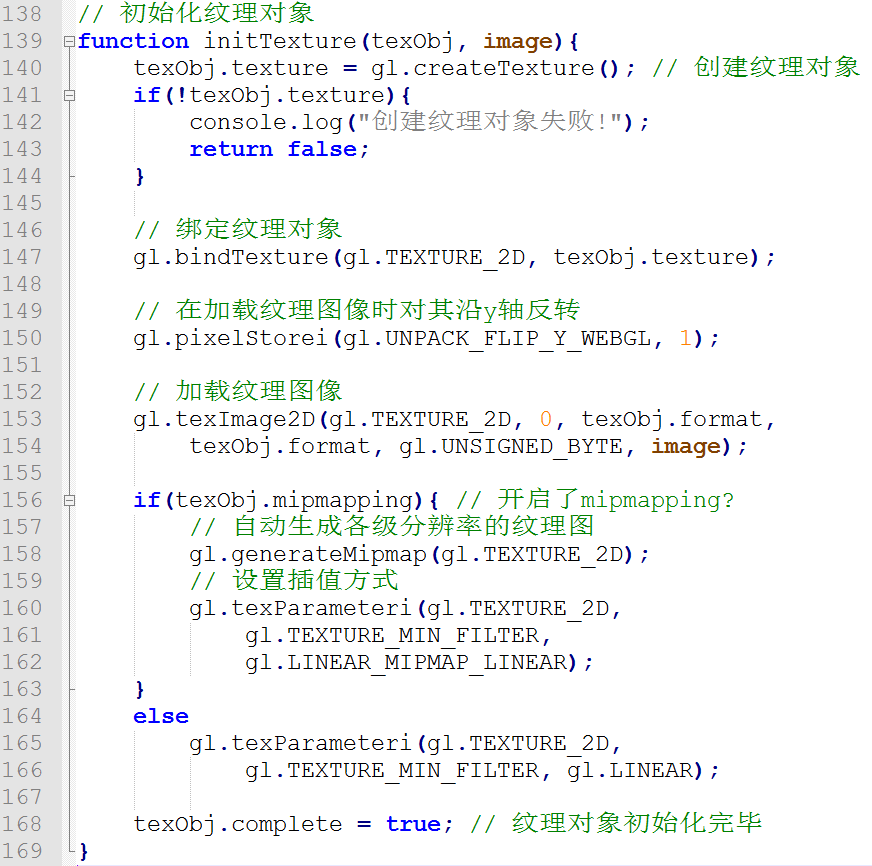 138 // 初始化纹理对象
139 function initTexture(texObj, image){
140     texObj.texture = gl.createTexture(); // 创建纹理对象
141     if(!texObj.texture){
142         console.log("创建纹理对象失败!");
143         return false;
144     }
145
146     // 绑定纹理对象
147     gl.bindTexture(gl.TEXTURE_2D, texObj.texture);
148
149     // 在加载纹理图像时对其沿y轴反转
150     gl.pixelStorei(gl.UNPACK_FLIP_Y_WEBGL, 1);
151
152     // 加载纹理图像
153     gl.texImage2D(gl.TEXTURE_2D, 0, texObj.format,
154         texObj.format, gl.UNSIGNED_BYTE, image);
155
156     if(texObj.mipmapping){ // 开启了mipmapping?
157         // 自动生成各级分辨率的纹理图
158         gl.generateMipmap(gl.TEXTURE_2D);
159         // 设置插值方式
160         gl.texParameteri(gl.TEXTURE_2D,
161             gl.TEXTURE_MIN_FILTER,
162             gl.LINEAR_MIPMAP_LINEAR);
163     }
164     else
165         gl.texParameteri(gl.TEXTURE_2D,
166             gl.TEXTURE_MIN_FILTER, gl.LINEAR);
167
168     texObj.complete = true; // 纹理对象初始化完毕
169 }